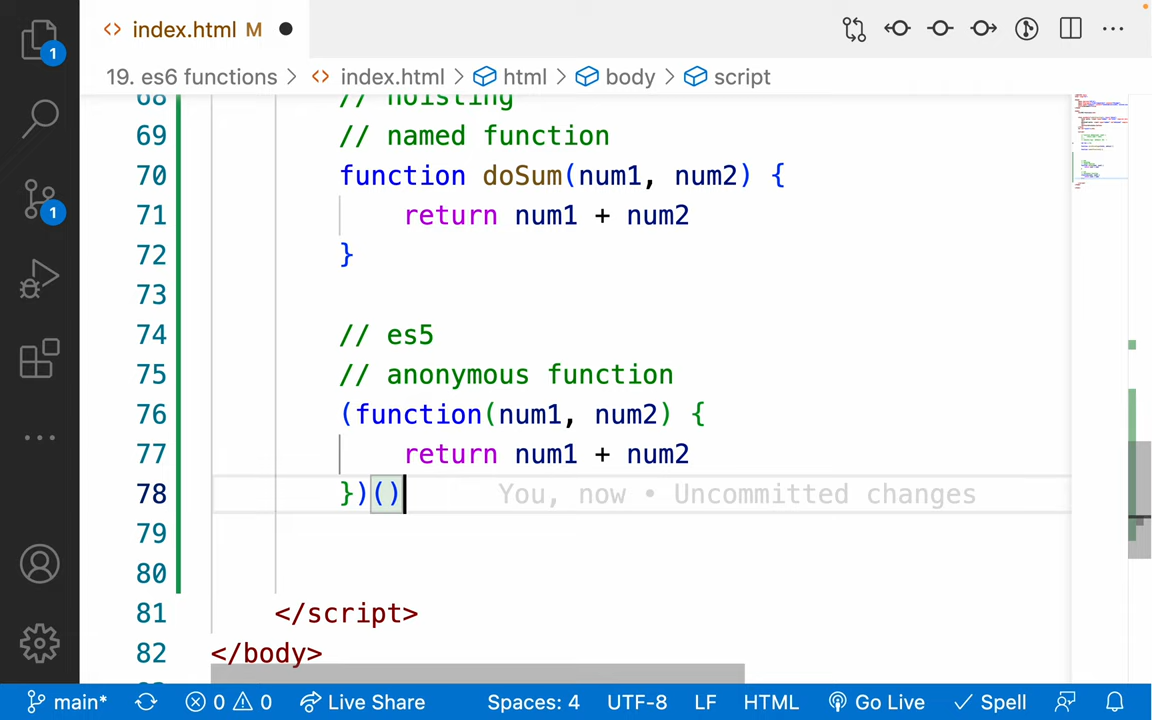 index.html M
1
19. es6 functions > index.html > html > body > script
68 // hoisting
69 // named function
70 function doSum(num1, num2) {
71 return num1 + num2
72 }
73
74 // es5
75 // anonymous function
76 (function(num1, num2) {
77 return num1 + num2
78 })() You, now • Uncommitted changes
79
80
81 </script>
82 </body>
1
main* 0 0 Live Share Spaces: 4 UTF-8 LF HTML Go Live Spell